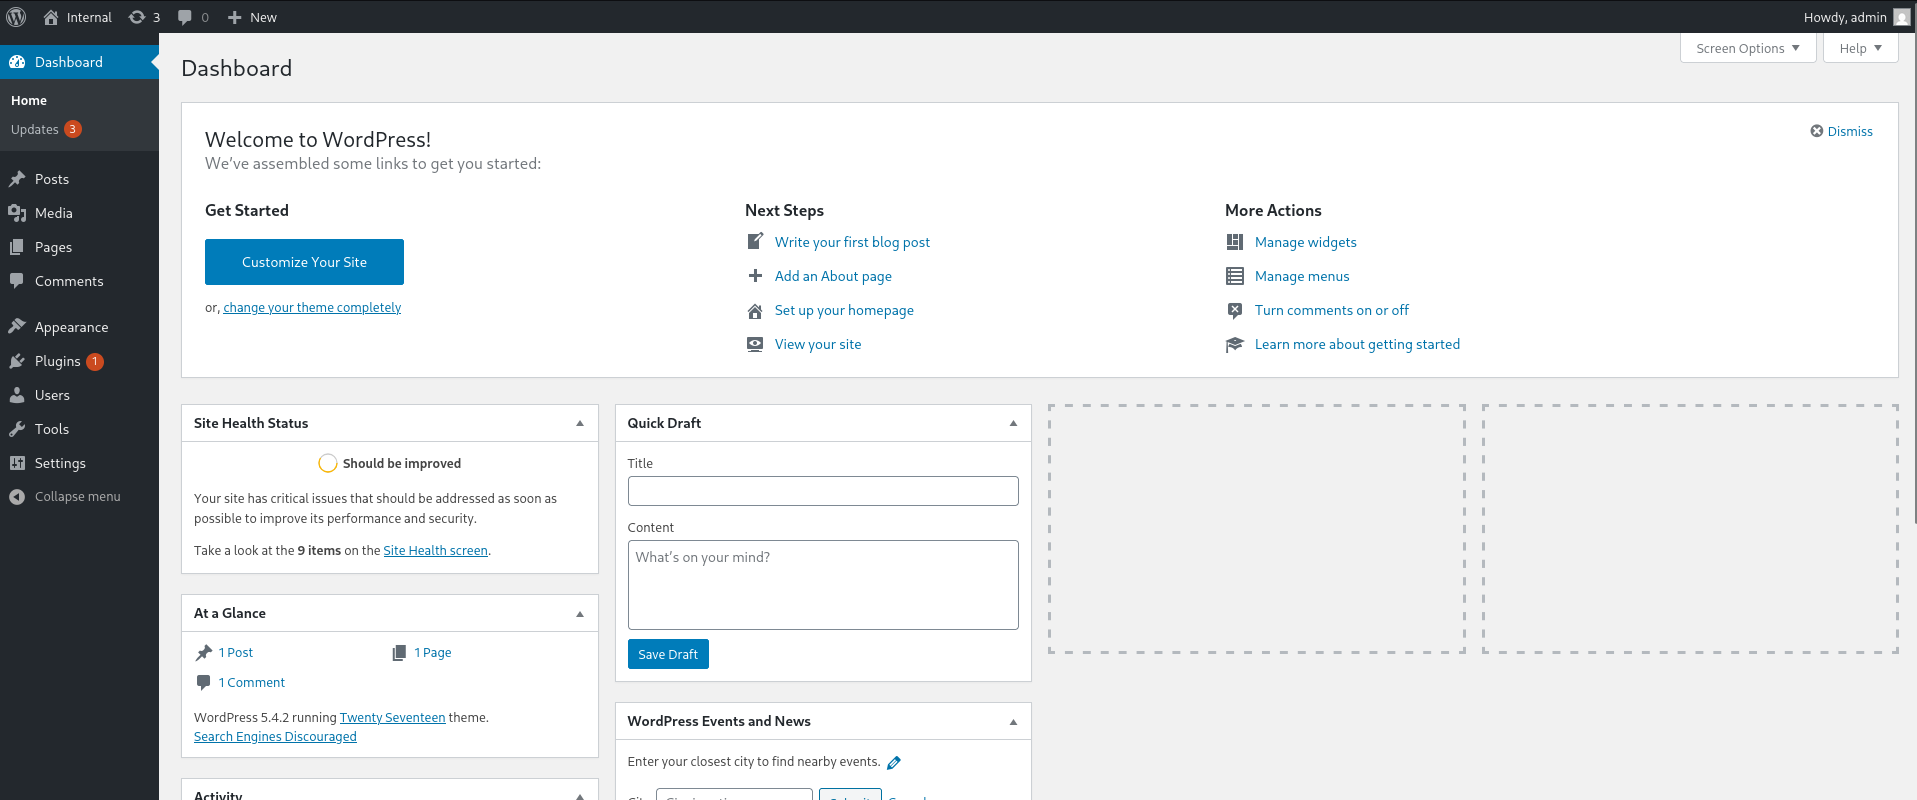 Internal 3 0 New Howdy, admin
Dashboard
Home
Updates 3
Posts
Media
Pages
Comments
Appearance
Plugins 1
Users
Tools
Settings
Collapse menu
Screen Options Help
Dashboard
Welcome to WordPress!
Dismiss
We've assembled some links to get you started:
Get Started
Customize Your Site
or, change your theme completely
Next Steps
Write your first blog post
Add an About page
Set up your homepage
View your site
More Actions
Manage widgets
Manage menus
Turn comments on or off
Learn more about getting started
Site Health Status
Should be improved
Your site has critical issues that should be addressed as soon as
possible to improve its performance and security.
Take a look at the 9 items on the Site Health screen.
At a Glance
1 Post 1 Page
1 Comment
WordPress 5.4.2 running Twenty Seventeen theme.
Search Engines Discouraged
Activity
Quick Draft
Title
Content
What's on your mind?
Save Draft
WordPress Events and News
Enter your closest city to find nearby events.